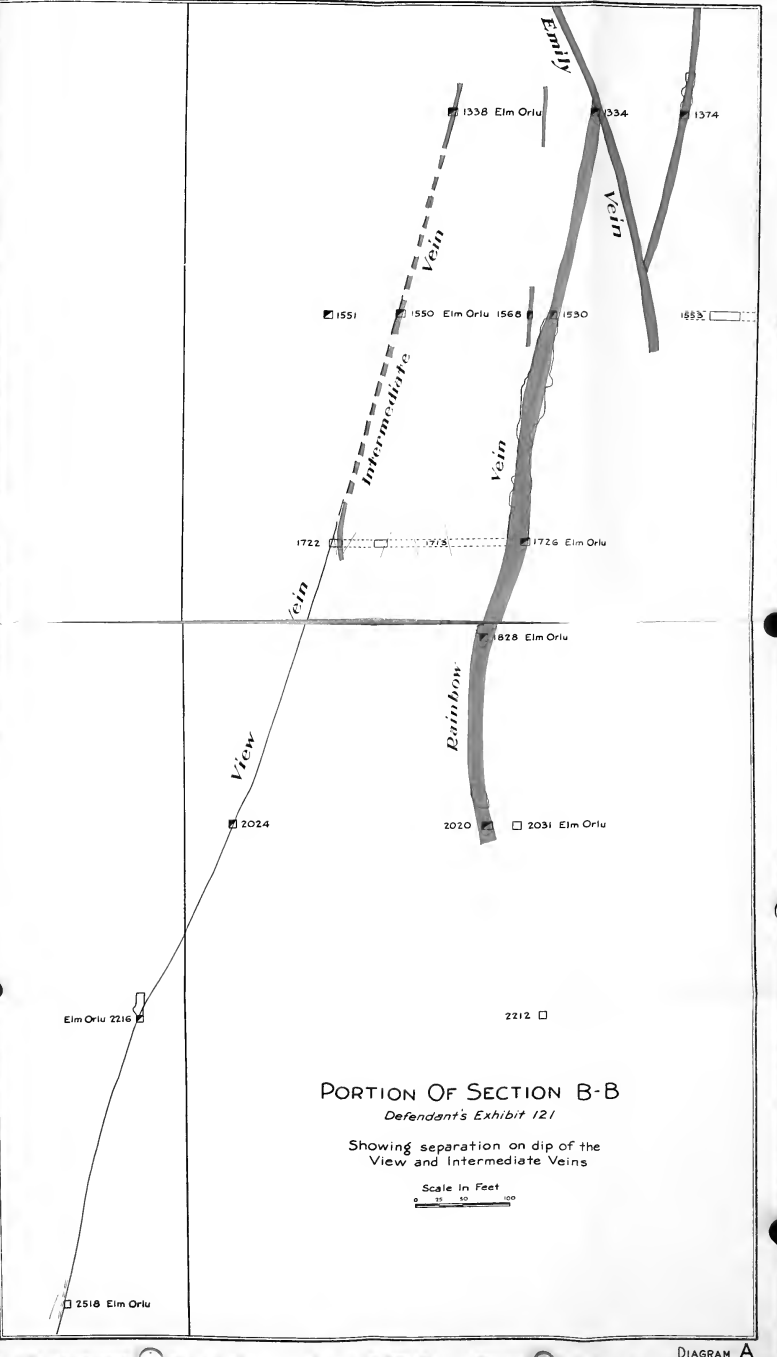 Emily
Vein
1338 Elm Orlu
1334
1374
Vein
Intermediate
1551
1550 Elm Orlu
1568
1530
1553
Vein
1722
1713
1726 Elm Orlu
1828 Elm Orlu
Rainbow
View
2024
2020
2031 Elm Orlu
Elm Orlu 2216
2212
PORTION OF SECTION B-B
Defendant's Exhibit 121
Showing separation on dip of the
View and Intermediate Veins
Scale In Feet
0 25 50 100
2518 Elm Orlu
DIAGRAM A